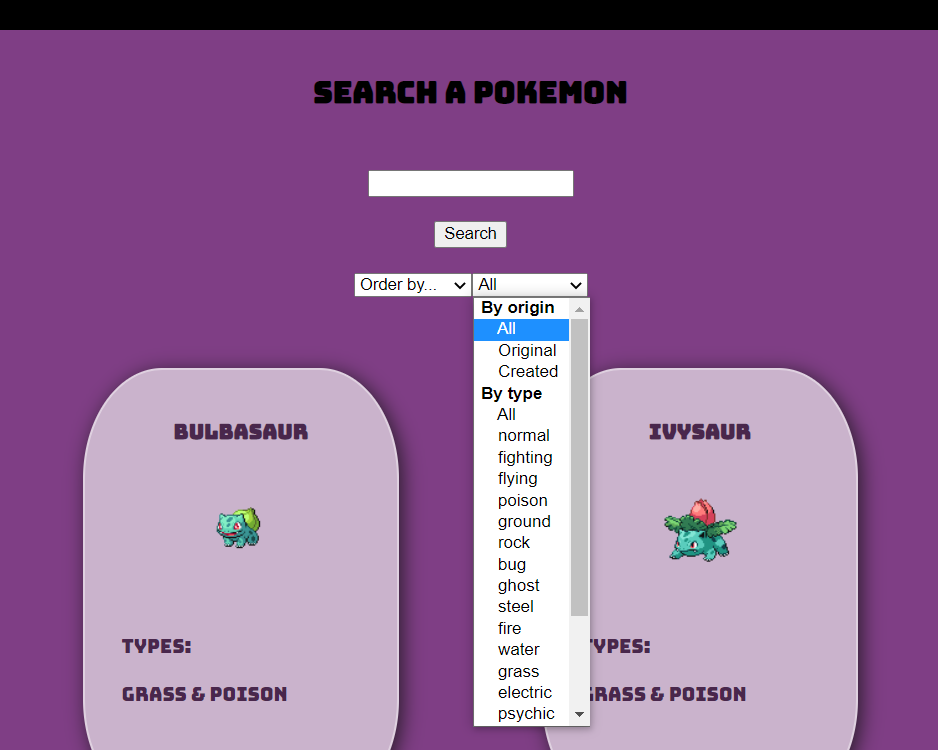 SEARCH A POKEMON
Search
Order by... All
By origin
All
Original
Created
By type
All
normal
fighting
flying
poison
ground
rock
bug
ghost
steel
fire
water
grass
electric
psychic
BULBASAUR
TYPES:
GRASS & POISON
IVYSAUR
TYPES:
GRASS & POISON